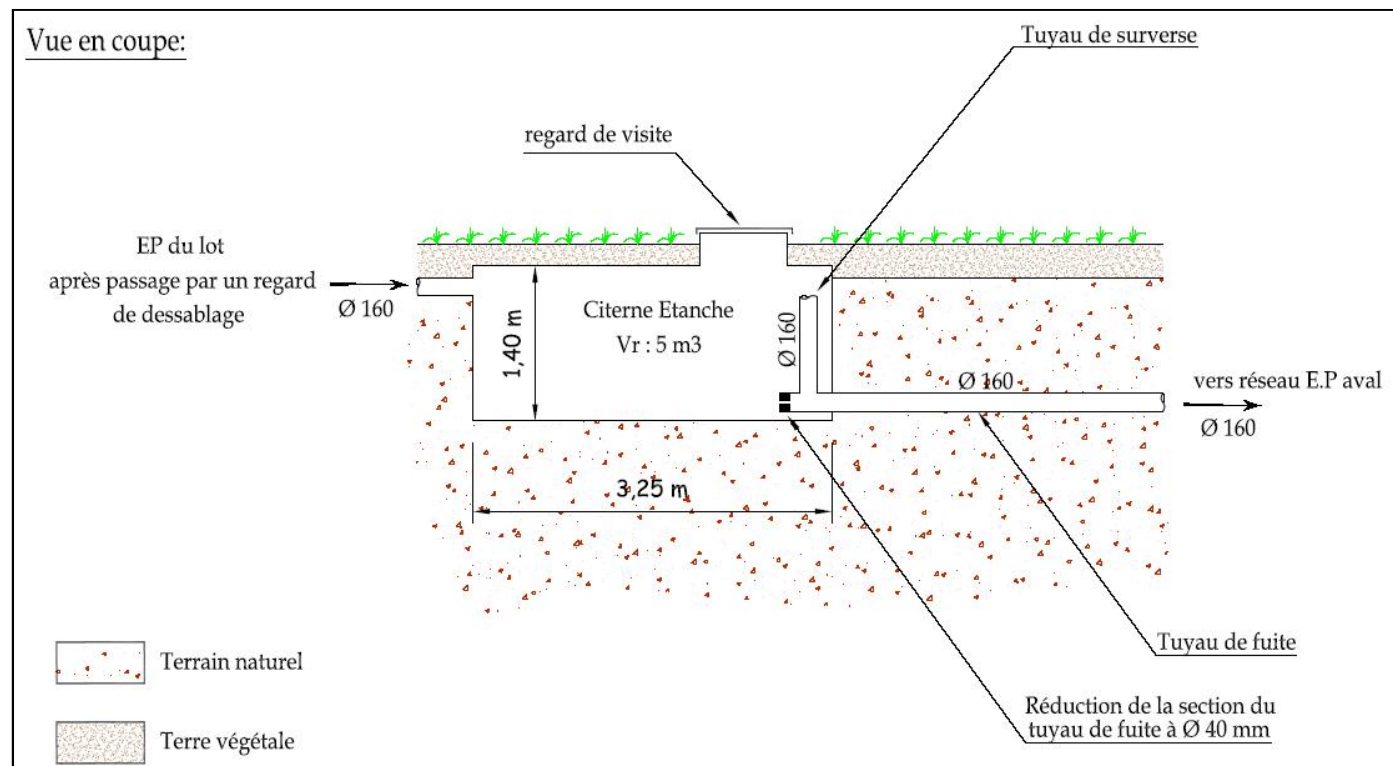 Vue en coupe:
Tuyau de surverse
regard de visite
EP du lot
après passage par un regard
de dessablage
Ø 160
Citerne Etanche
Vr : 5 m3
1,40 m
Ø 160
Ø 160
vers réseau E.P aval
Ø 160
3,25 m
Tuyau de fuite
Réduction de la section du
tuyau de fuite à Ø 40 mm
Terrain naturel
Terre végétale